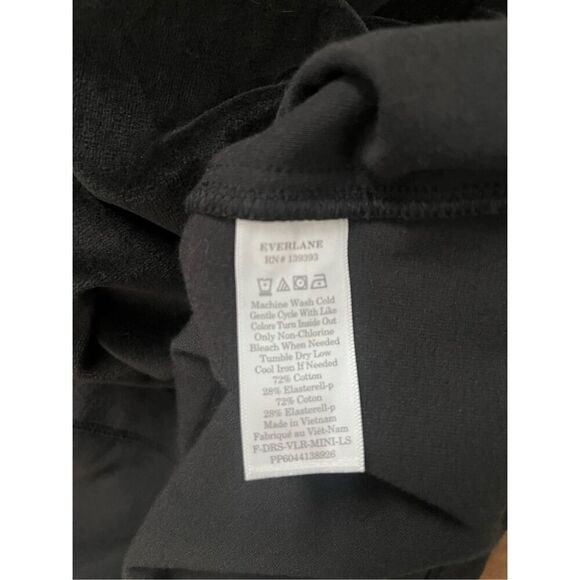 EVERLANE
RN# 139393
Machine Wash Cold
Gentle Cycle With Like
Colors Turn Inside Out
Only Non-Chlorine
Bleach When Needed
Tumble Dry Low
Cool Iron If Needed
72% Cotton
28% Elasterell-p
72% Coton
28% Elasterell-p
Made in Vietnam
Fabriqué au Viêt-Nam
F-DRS-VLR-MINI-LS
PP6044138926